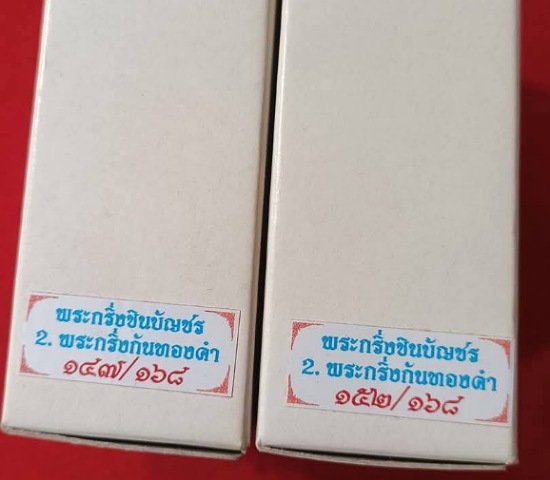 พระกริ่งชินบัญชร
2. พระกริ่งก้นทองคำ
๑๔๗/๑๖๘
พระกริ่งชินบัญชร
2. พระกริ่งก้นทองคำ
๑๕๒/๑๖๘